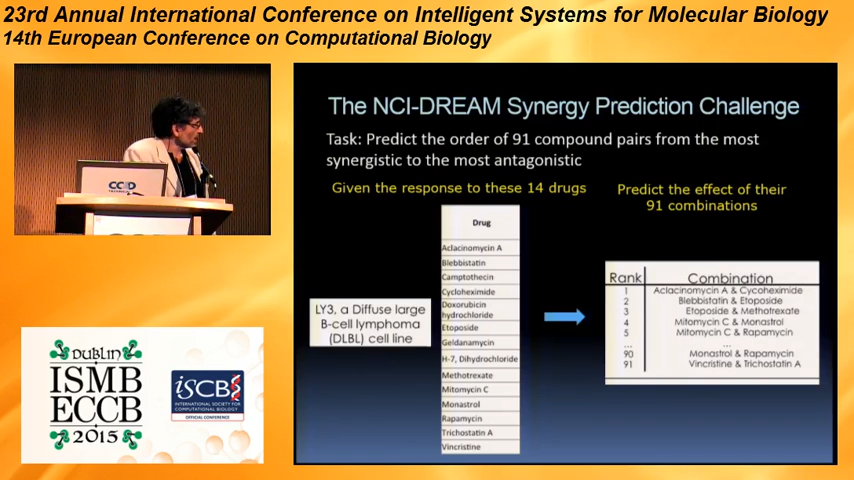 23rd Annual International Conference on Intelligent Systems for Molecular Biology
14th European Conference on Computational Biology
CCD
The NCI-DREAM Synergy Prediction Challenge
Task: Predict the order of 91 compound pairs from the most
synergistic to the most antagonistic
Given the response to these 14 drugs
Predict the effect of their
91 combinations
LY3, a Diffuse large
B-cell lymphoma
(DLBL) cell line
Drug
Aclacinomycin A
Blebbistatin
Camptothecin
Cycloheximide
Doxorubicin
hydrochloride
Etoposide
Geldanamycin
H-7, Dihydrochloride
Methotrexate
Mitomycin C
Monastrol
Rapamycin
Trichostatin A
Vincristine
Rank Combination
1 Aclacinomycin A & Cycoheximide
2 Blebbistatin & Etoposide
3 Etoposide & Methotrexate
4 Mitomycin C & Monastrol
5 Mitomycin C & Rapamycin
... ...
90 Monastrol & Rapamycin
91 Vincristine & Trichostatin A
DUBLIN
ISMB
ECCB
2015
iSCB
INTERNATIONAL SOCIETY FOR
COMPUTATIONAL BIOLOGY
OFFICIAL CONFERENCE